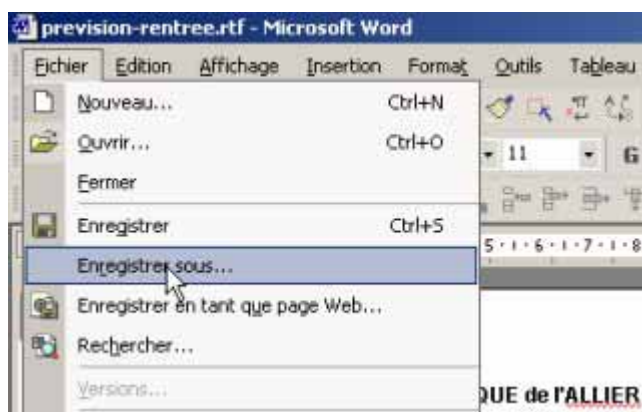 prevision-rentree.rtf - Microsoft Word
Fichier Edition Affichage Insertion Format Outils Tableau
Nouveau... Ctrl+N
Ouvrir... Ctrl+O
11 G
Fermer
Enregistrer Ctrl+S
5 · 1 · 6 · 1 · 7 · 1 · 8
Enregistrer sous...
Enregistrer en tant que page Web...
Rechercher...
Versions...
QUE de l'ALLIER